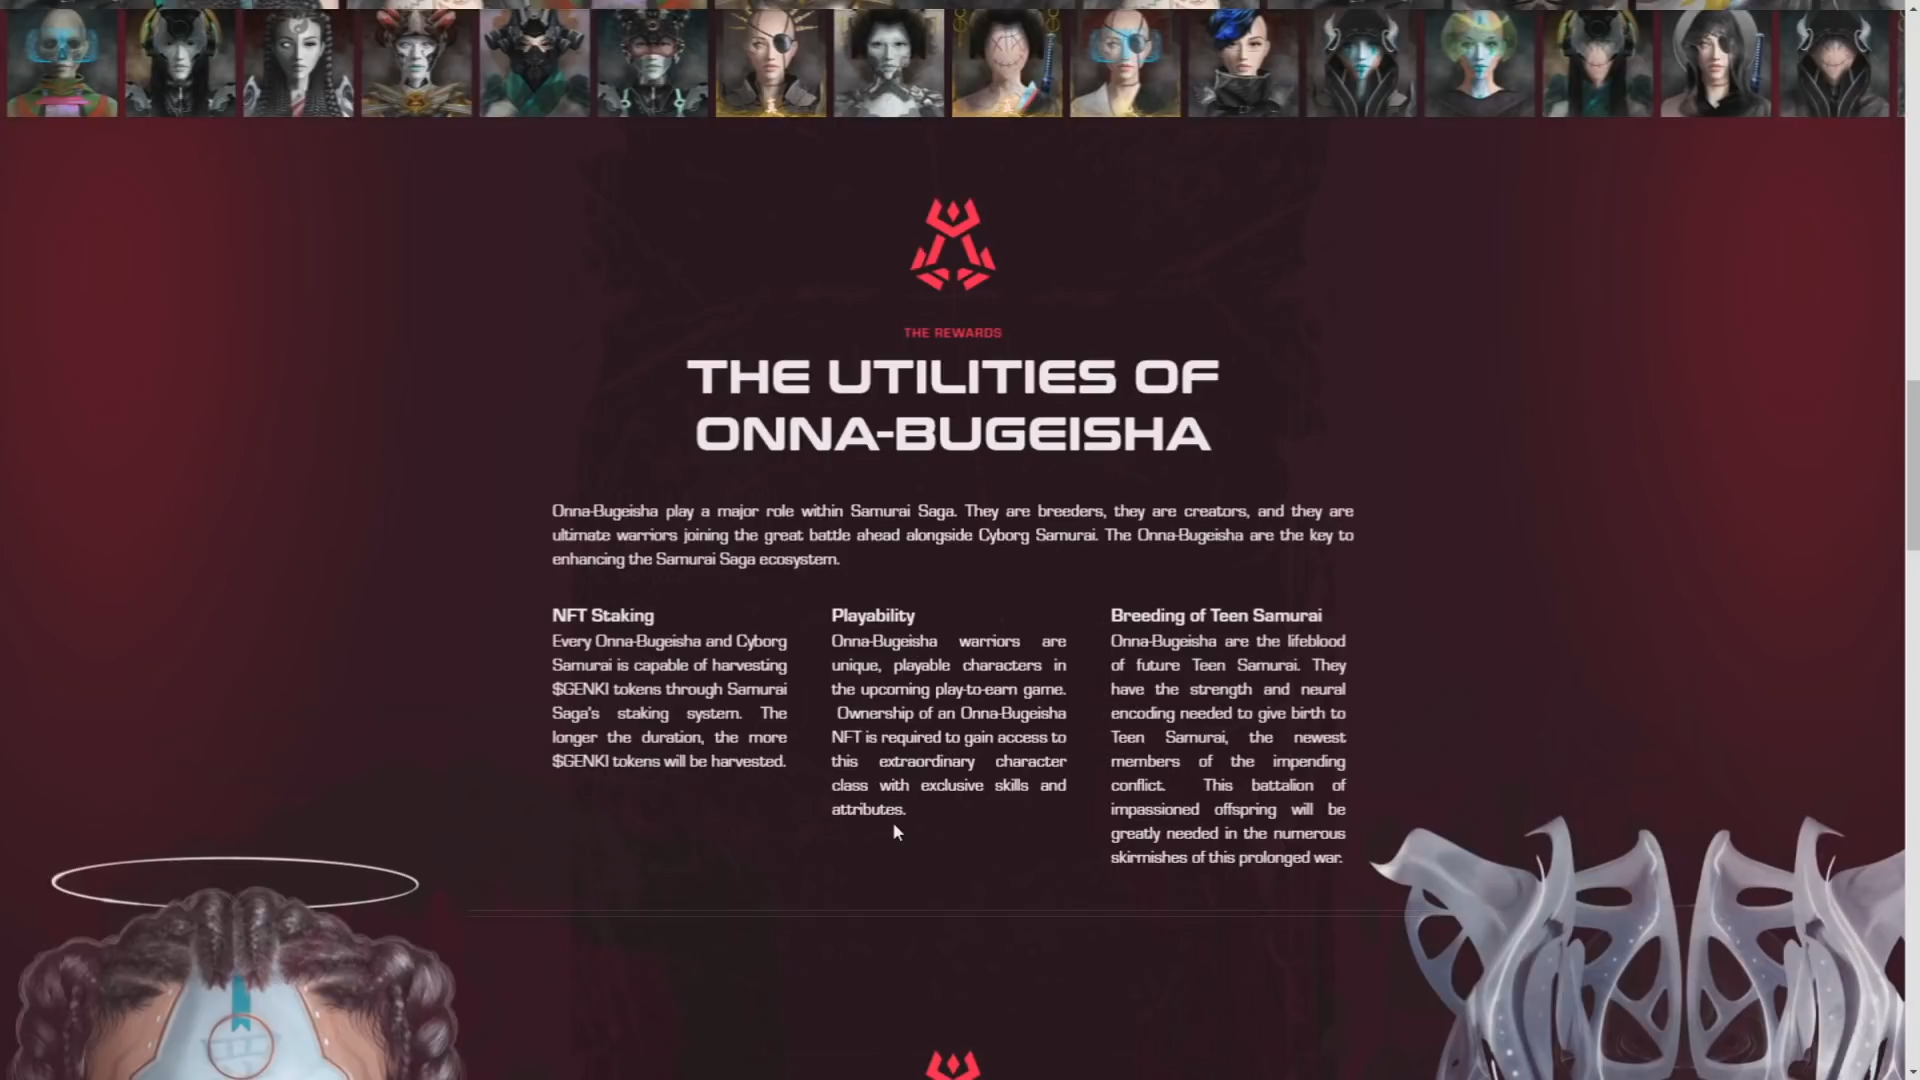 THE REWARDS
THE UTILITIES OF
ONNA-BUGEISHA
Onna-Bugeisha play a major role within Samurai Saga. They are breeders, they are creators, and they are
ultimate warriors joining the great battle ahead alongside Cyborg Samurai. The Onna-Bugeisha are the key to
enhancing the Samurai Saga ecosystem.
NFT Staking
Every Onna-Bugeisha and Cyborg
Samurai is capable of harvesting
$GENKI tokens through Samurai
Saga's staking system. The
longer the duration, the more
$GENKI tokens will be harvested.
Playability
Onna-Bugeisha warriors are
unique, playable characters in
the upcoming play-to-earn game.
Ownership of an Onna-Bugeisha
NFT is required to gain access to
this extraordinary character
class with exclusive skills and
attributes.
Breeding of Teen Samurai
Onna-Bugeisha are the lifeblood
of future Teen Samurai. They
have the strength and neural
encoding needed to give birth to
Teen Samurai, the newest
members of the impending
conflict. This battalion of
impassioned offspring will be
greatly needed in the numerous
skirmishes of this prolonged war.